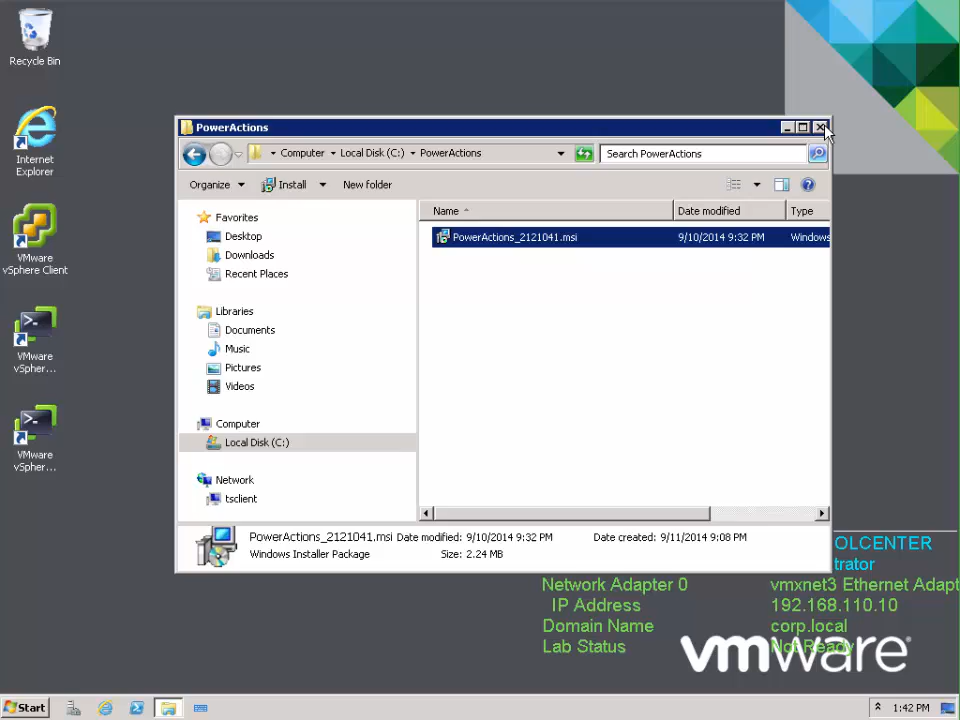 Recycle Bin
Internet
Explorer
VMware
vSphere Client
VMware
vSpher...
VMware
vSpher...
PowerActions
Computer Local Disk (C:) PowerActions
Search PowerActions
Organize Install New folder
Favorites
Desktop
Downloads
Recent Places
Libraries
Documents
Music
Pictures
Videos
Computer
Local Disk (C:)
Network
tsclient
Name Date modified Type
PowerActions_2121041.msi 9/10/2014 9:32 PM Windows
PowerActions_2121041.msi Date modified: 9/10/2014 9:32 PM Date created: 9/11/2014 9:08 PM
Windows Installer Package Size: 2.24 MB
OLCENTER
trator
Network Adapter 0 vmxnet3 Ethernet Adapt
IP Address 192.168.110.10
Domain Name corp.local
Lab Status Not Ready
vmware®
Start
1:42 PM